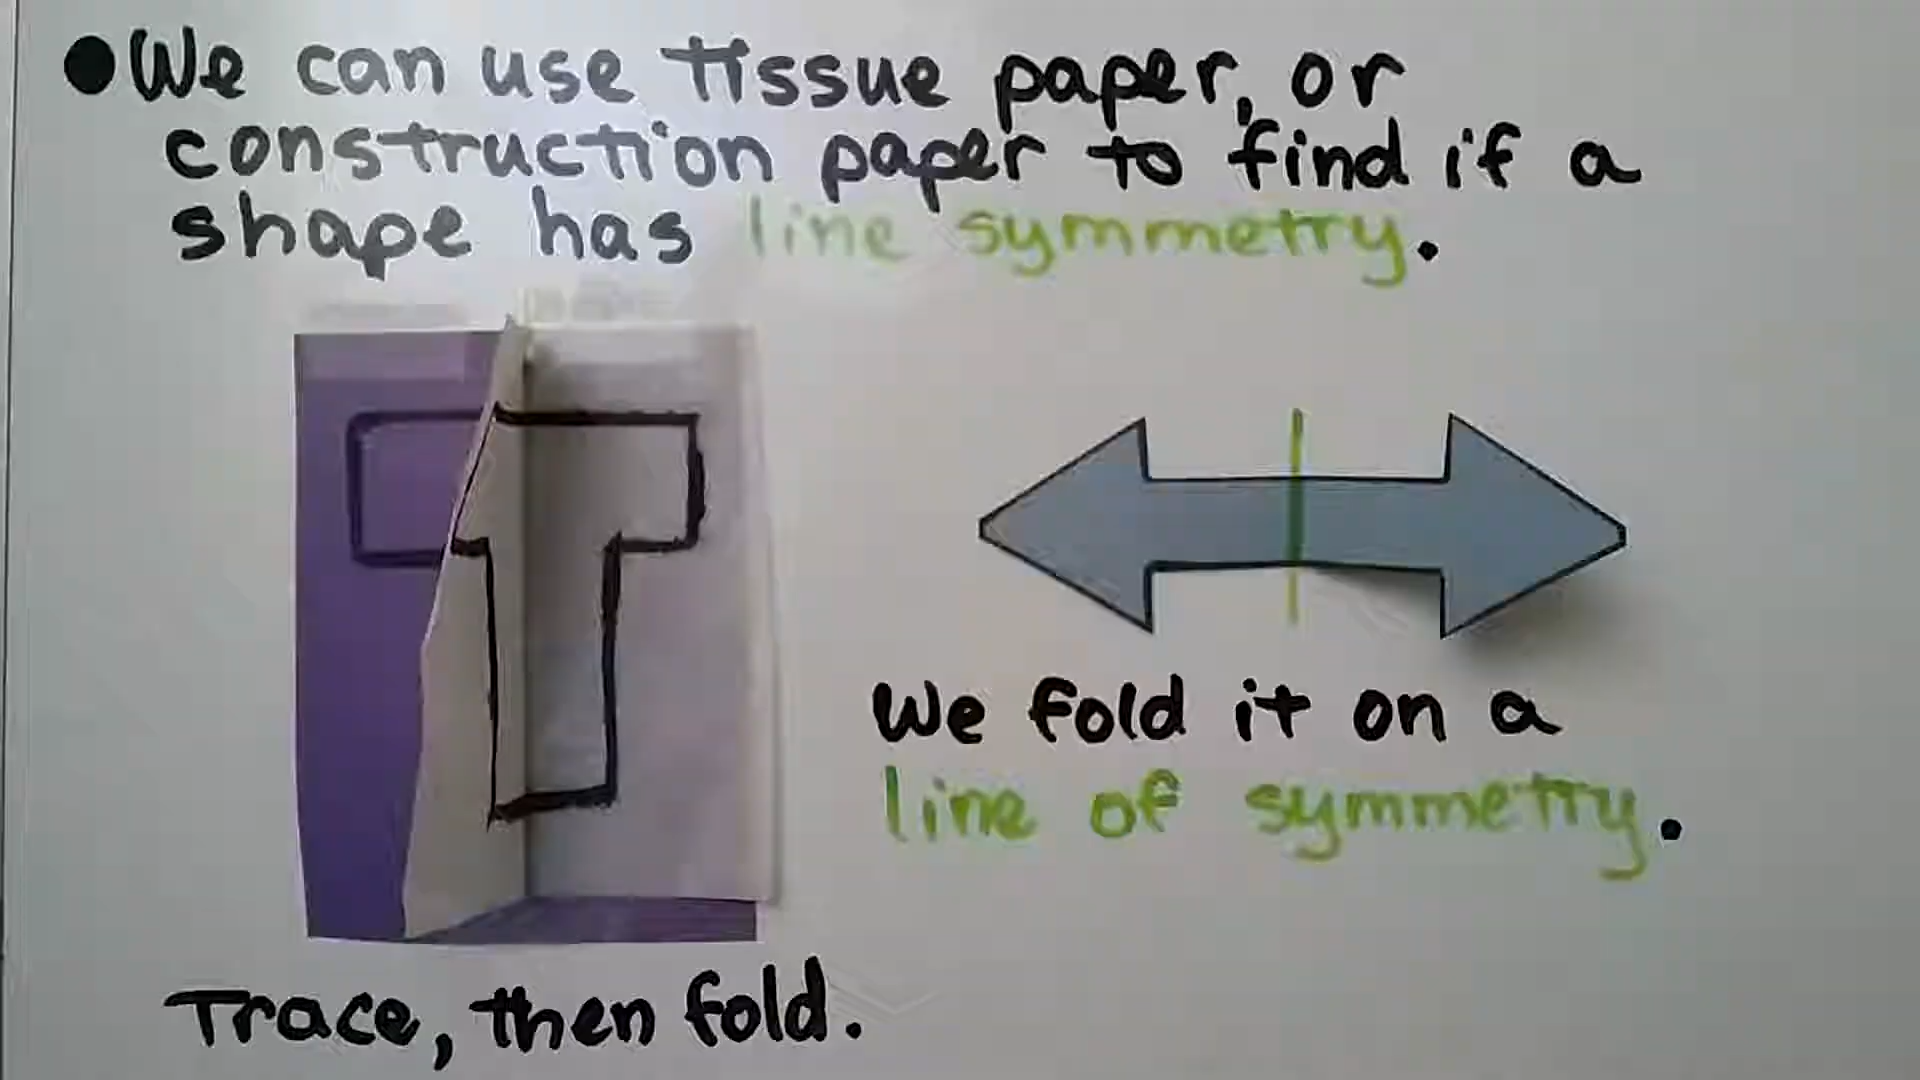 ●We can use tissue paper, or
construction paper to find if a
shape has line symmetry.
We fold it on a
line of symmetry.
Trace, then fold.